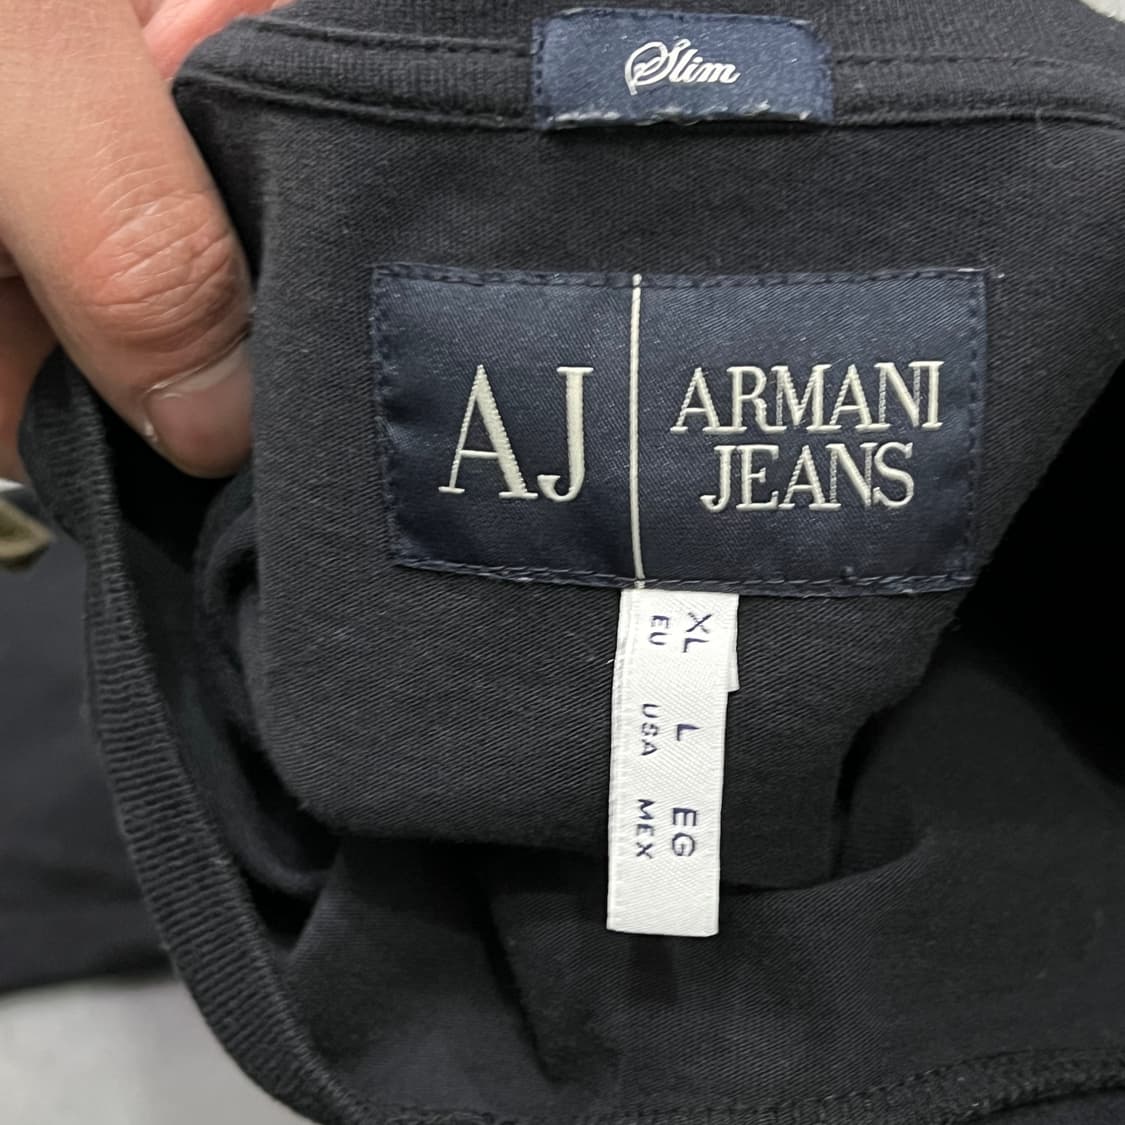 Slim
AJ
ARMANI
JEANS
XL L EG
EU USA MEX